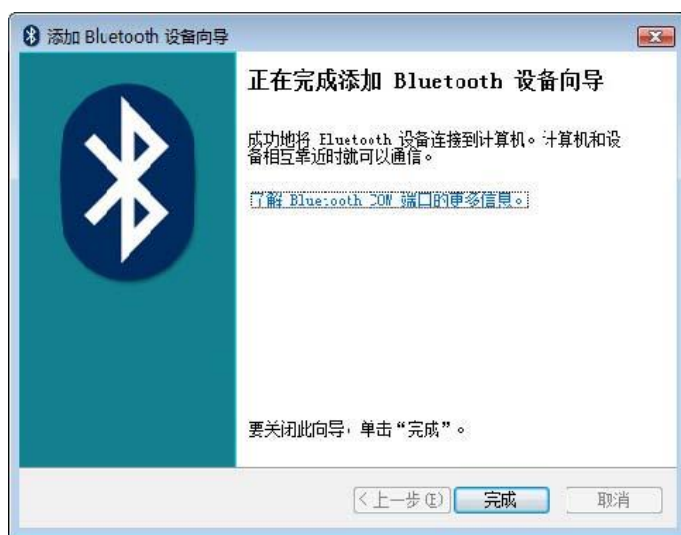 添加 Bluetooth 设备向导
正在完成添加 Bluetooth 设备向导
成功地将 Bluetooth 设备连接到计算机。计算机和设
备相互靠近时就可以通信。
了解 Bluetooth COM 端口的更多信息。
要关闭此向导，单击“完成”。
<上一步(B) 完成 取消